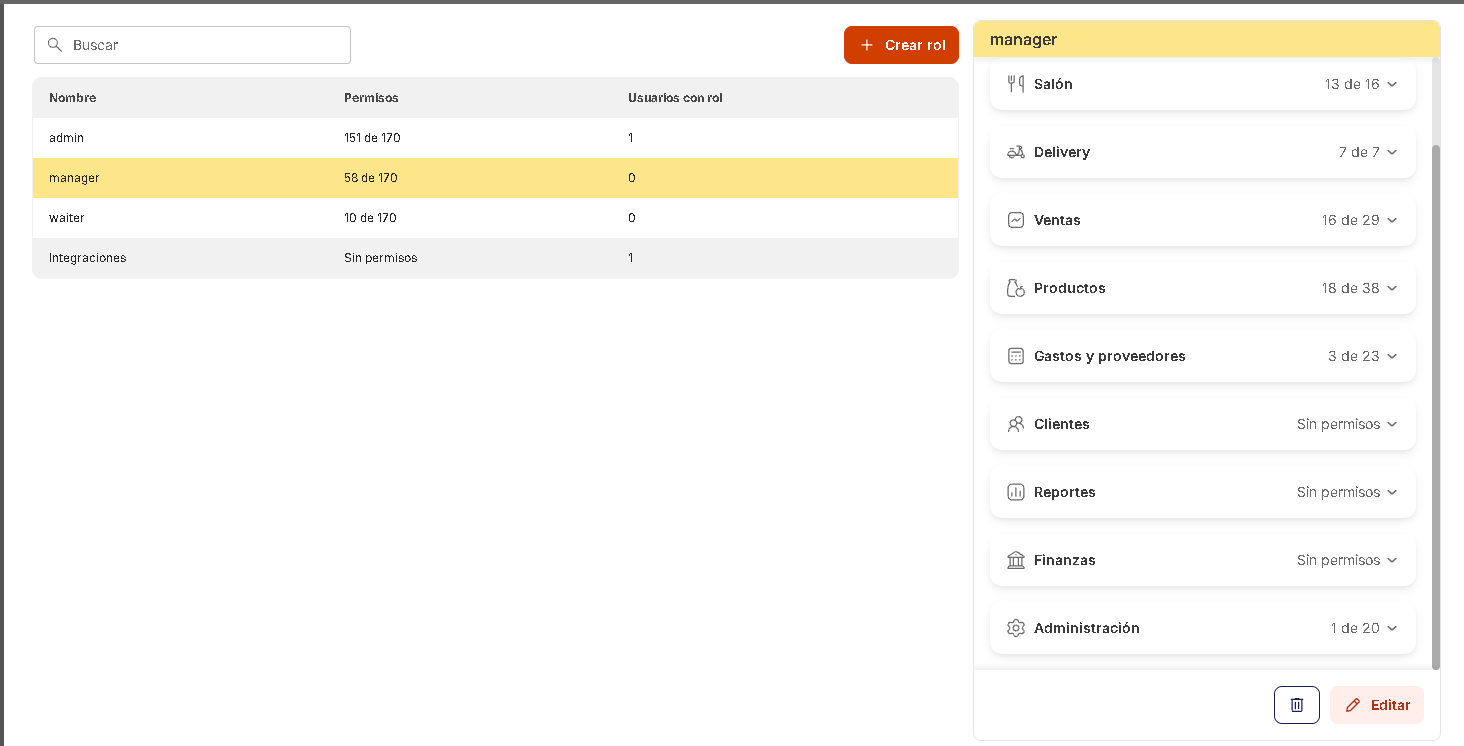 Buscar
+ Crear rol
Nombre Permisos Usuarios con rol
admin 151 de 170 1
manager 58 de 170 0
waiter 10 de 170 0
Integraciones Sin permisos 1
manager
Salón 13 de 16
Delivery 7 de 7
Ventas 16 de 29
Productos 18 de 38
Gastos y proveedores 3 de 23
Clientes Sin permisos
Reportes Sin permisos
Finanzas Sin permisos
Administración 1 de 20
Editar